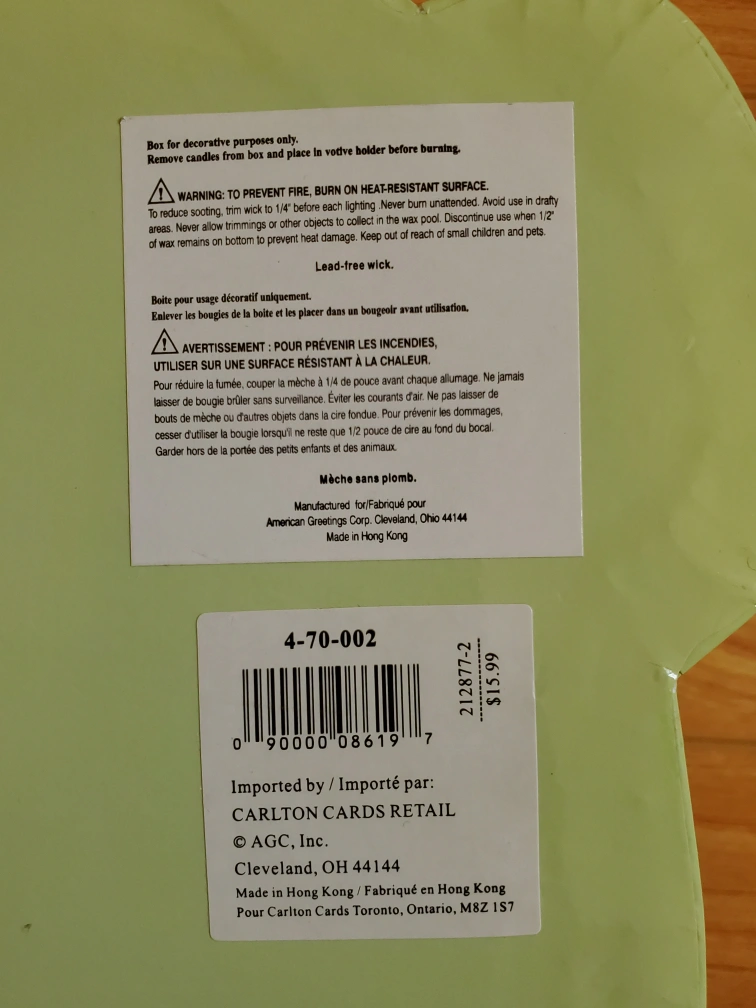 Box for decorative purposes only.
Remove candles from box and place in votive holder before burning.
WARNING: TO PREVENT FIRE, BURN ON HEAT-RESISTANT SURFACE.
To reduce sooting, trim wick to 1/4" before each lighting .Never burn unattended. Avoid use in drafty
areas. Never allow trimmings or other objects to collect in the wax pool. Discontinue use when 1/2"
of wax remains on bottom to prevent heat damage. Keep out of reach of small children and pets.
Lead-free wick.
Boite pour usage décoratif uniquement.
Enlever les bougies de la boite et les placer dans un bougeoir avant utilisation.
AVERTISSEMENT : POUR PRÉVENIR LES INCENDIES,
UTILISER SUR UNE SURFACE RÉSISTANT À LA CHALEUR.
Pour réduire la fumée, couper la mèche à 1/4 de pouce avant chaque allumage. Ne jamais
laisser de bougie brûler sans surveillance. Éviter les courants d'air. Ne pas laisser de
bouts de mèche ou d'autres objets dans la cire fondue. Pour prévenir les dommages,
cesser d'utiliser la bougie lorsqu'il ne reste que 1/2 pouce de cire au fond du bocal.
Garder hors de la portée des petits enfants et des animaux.
Mèche sans plomb.
Manufactured for/Fabriqué pour
American Greetings Corp. Cleveland, Ohio 44144
Made in Hong Kong
4-70-002
212877-2
$15.99
0 90000 08619 7
Imported by / Importé par:
CARLTON CARDS RETAIL
© AGC, Inc.
Cleveland, OH 44144
Made in Hong Kong / Fabriqué en Hong Kong
Pour Carlton Cards Toronto, Ontario, M8Z 1S7